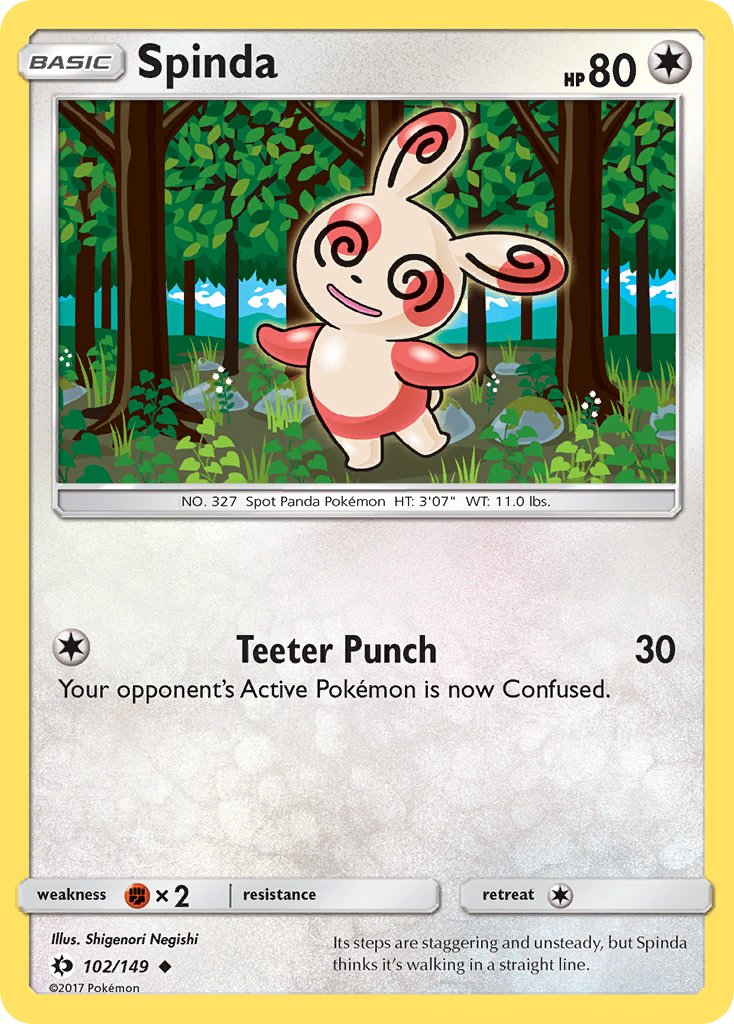 BASIC Spinda HP 80
NO. 327 Spot Panda Pokémon HT: 3'07" WT: 11.0 lbs.
Teeter Punch 30
Your opponent's Active Pokémon is now Confused.
weakness × 2 resistance retreat
Illus. Shigenori Negishi
102/149
©2017 Pokémon
Its steps are staggering and unsteady, but Spinda
thinks it's walking in a straight line.